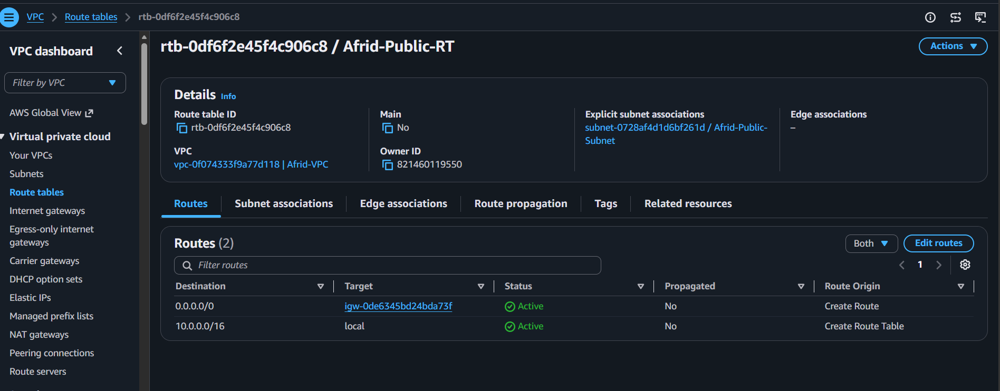 VPC > Route tables > rtb-0df6f2e45f4c906c8
VPC dashboard
Filter by VPC
AWS Global View
Virtual private cloud
Your VPCs
Subnets
Route tables
Internet gateways
Egress-only internet
gateways
Carrier gateways
DHCP option sets
Elastic IPs
Managed prefix lists
NAT gateways
Peering connections
Route servers
rtb-0df6f2e45f4c906c8 / Afrid-Public-RT
Actions
Details Info
Route table ID
rtb-0df6f2e45f4c906c8
VPC
vpc-0f074333f9a77d118 | Afrid-VPC
Main
No
Owner ID
821460119550
Explicit subnet associations
subnet-0728af4d1d6bf261d / Afrid-Public-
Subnet
Edge associations
–
Routes Subnet associations Edge associations Route propagation Tags Related resources
Routes (2)
Both Edit routes
Filter routes
1
Destination Target Status Propagated Route Origin
0.0.0.0/0 igw-0de6345bd24bda73f Active No Create Route
10.0.0.0/16 local Active No Create Route Table